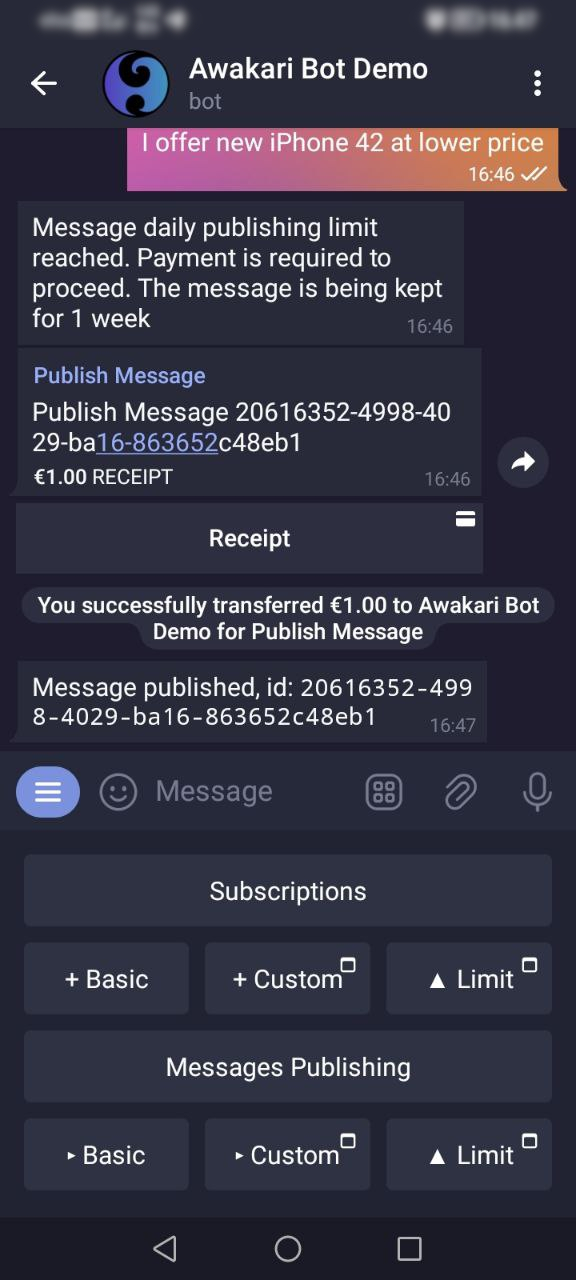 Awakari Bot Demo
bot
I offer new iPhone 42 at lower price
16:46
Message daily publishing limit
reached. Payment is required to
proceed. The message is being kept
for 1 week
16:46
Publish Message
Publish Message 20616352-4998-40
29-ba16-863652c48eb1
€1.00 RECEIPT
16:46
Receipt
You successfully transferred €1.00 to Awakari Bot
Demo for Publish Message
Message published, id: 20616352-499
8-4029-ba16-863652c48eb1
16:47
Message
Subscriptions
+ Basic
+ Custom
▲ Limit
Messages Publishing
▸ Basic
▸ Custom
▲ Limit